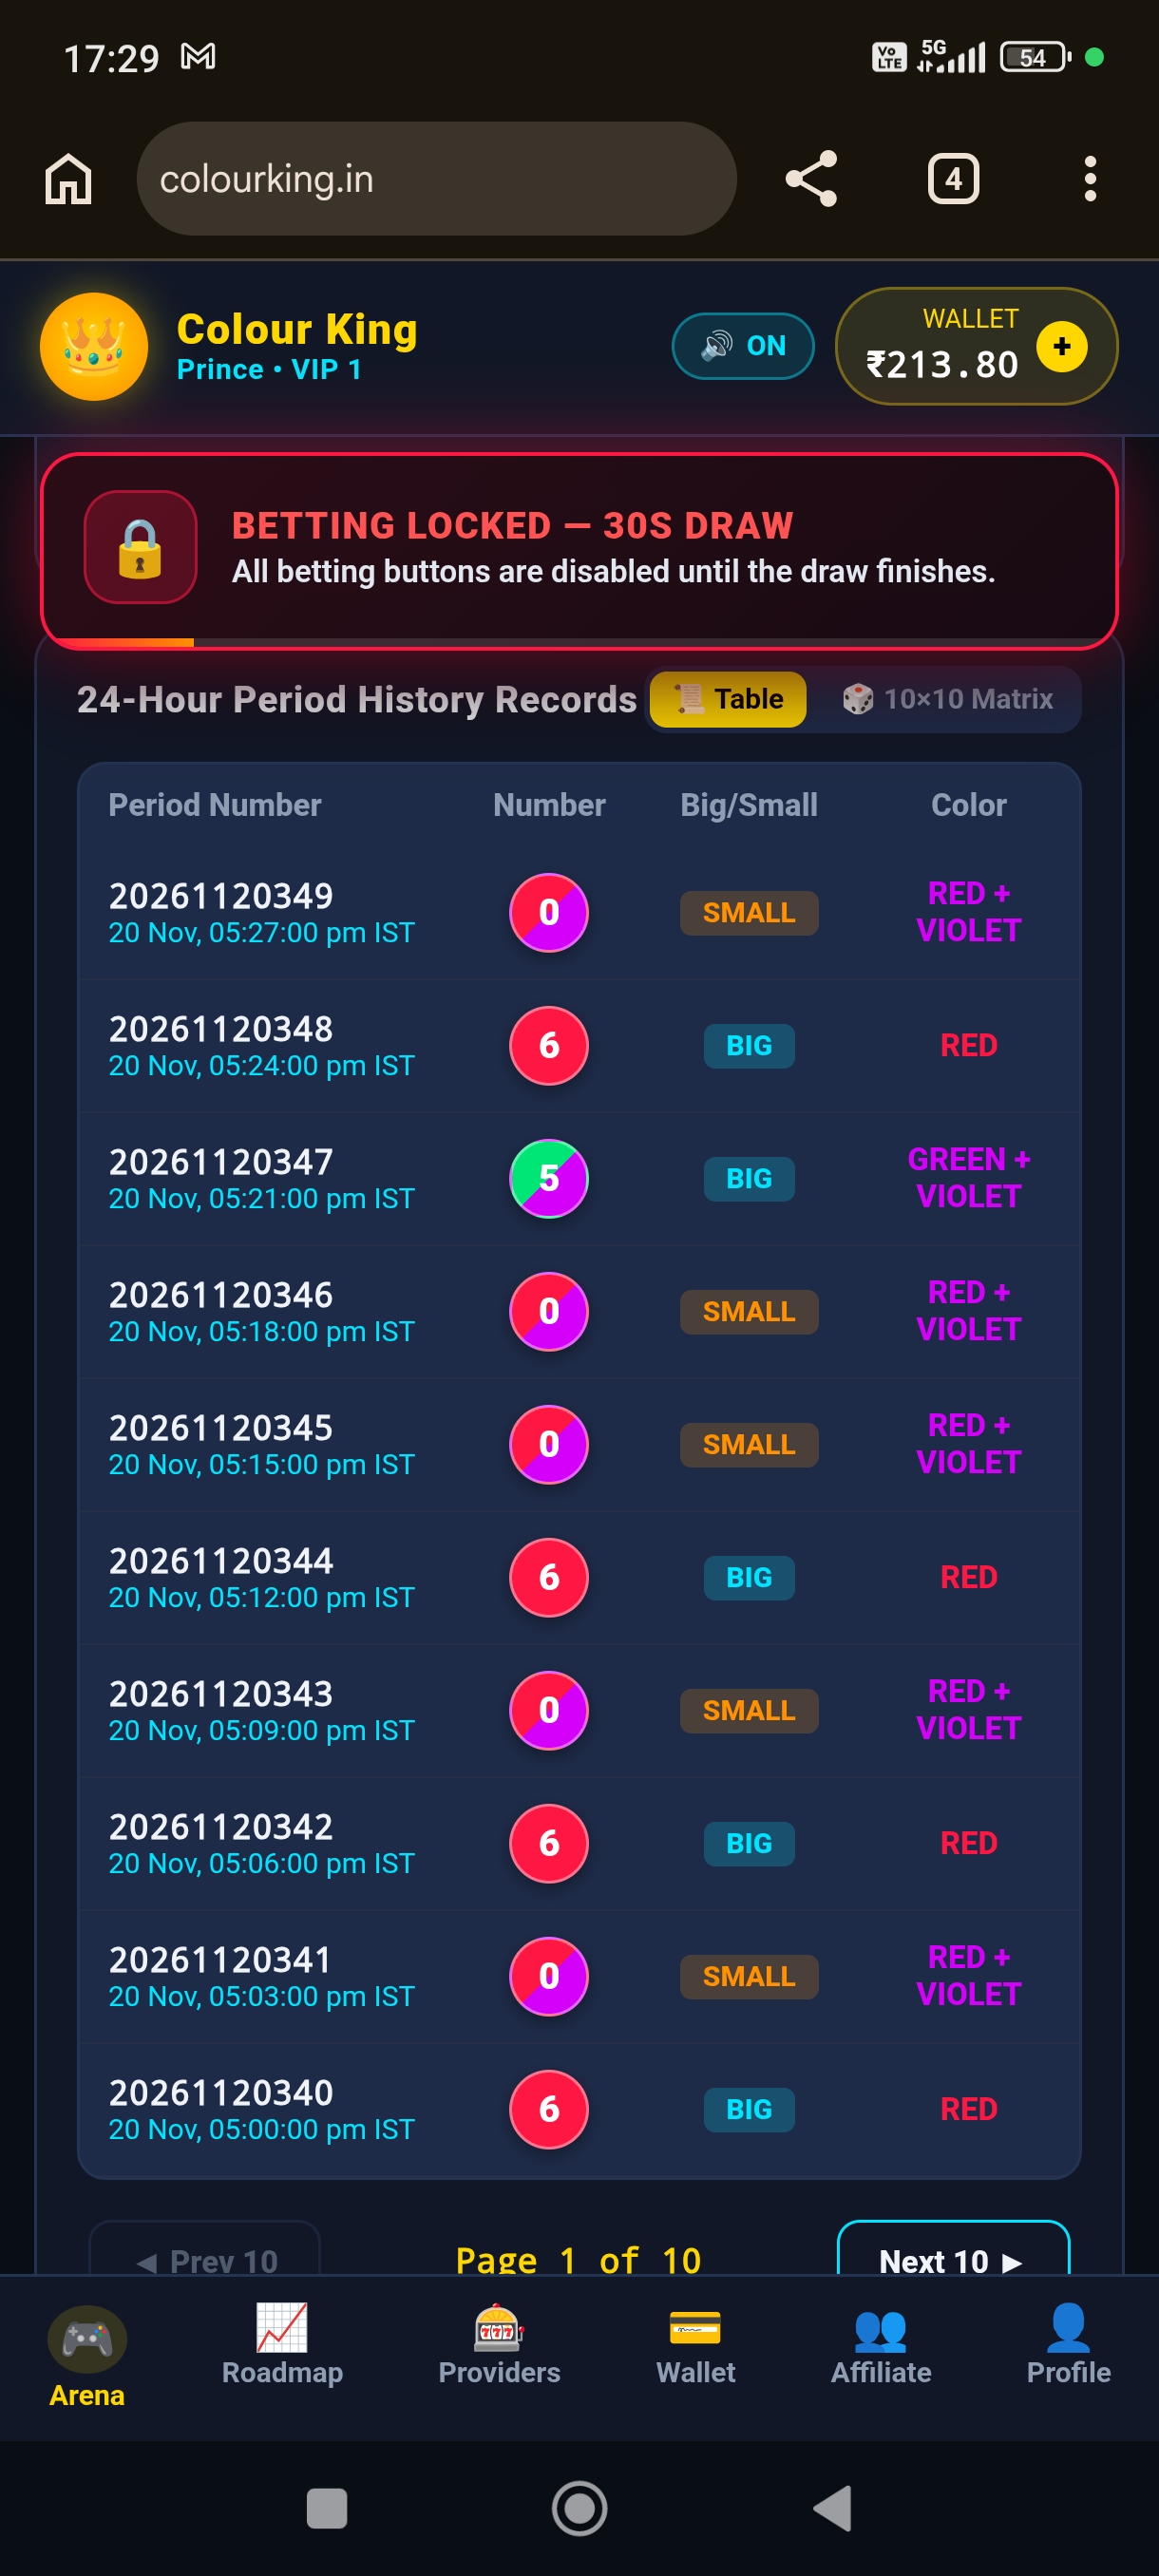 17:29
Vo LTE 5G 54
colourking.in
4
Colour King
Prince • VIP 1
🔊 ON
WALLET
₹213.80
+
BETTING LOCKED — 30S DRAW
All betting buttons are disabled until the draw finishes.
24-Hour Period History Records
📜 Table
🎲 10×10 Matrix
Period Number Number Big/Small Color
20261120349
20 Nov, 05:27:00 pm IST
0
SMALL
RED +
VIOLET
20261120348
20 Nov, 05:24:00 pm IST
6
BIG
RED
20261120347
20 Nov, 05:21:00 pm IST
5
BIG
GREEN +
VIOLET
20261120346
20 Nov, 05:18:00 pm IST
0
SMALL
RED +
VIOLET
20261120345
20 Nov, 05:15:00 pm IST
0
SMALL
RED +
VIOLET
20261120344
20 Nov, 05:12:00 pm IST
6
BIG
RED
20261120343
20 Nov, 05:09:00 pm IST
0
SMALL
RED +
VIOLET
20261120342
20 Nov, 05:06:00 pm IST
6
BIG
RED
20261120341
20 Nov, 05:03:00 pm IST
0
SMALL
RED +
VIOLET
20261120340
20 Nov, 05:00:00 pm IST
6
BIG
RED
◀ Prev 10
Page 1 of 10
Next 10 ▶
Arena
Roadmap
Providers
Wallet
Affiliate
Profile